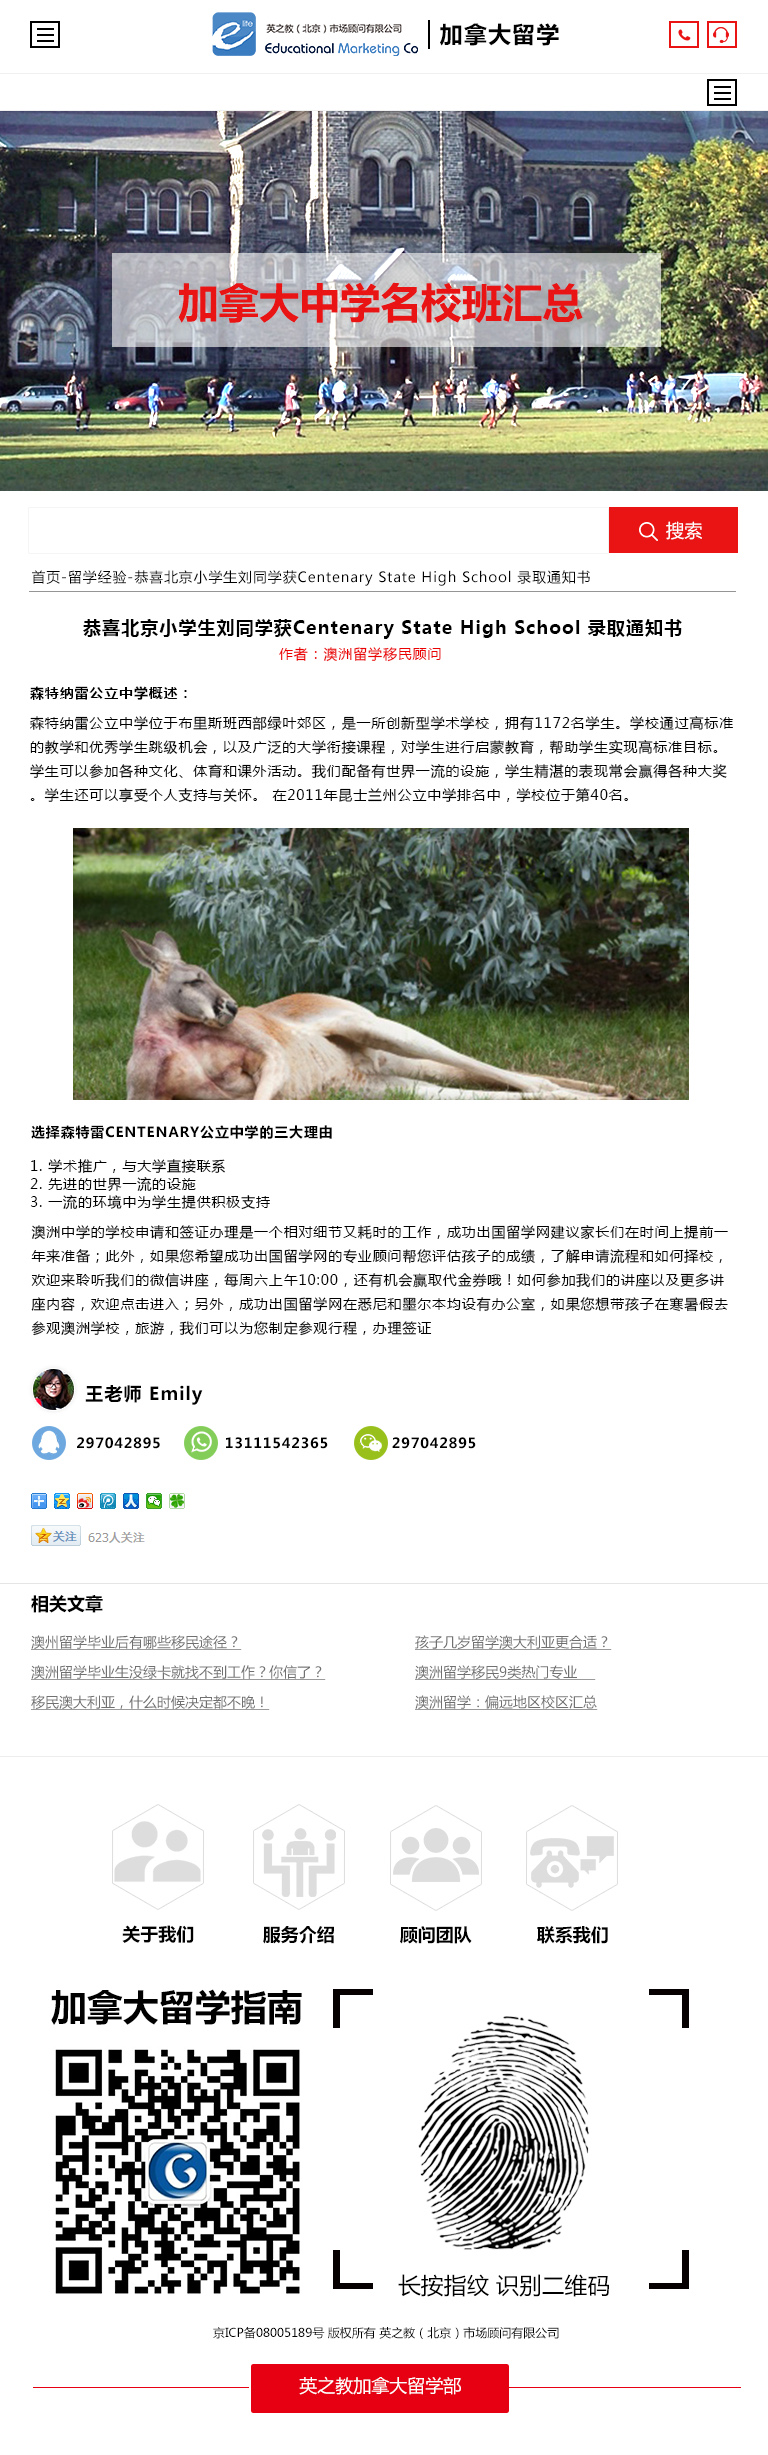 elite
英之教（北京）市场顾问有限公司
Educational Marketing Co
加拿大留学
加拿大中学名校班汇总
搜索
首页-留学经验-恭喜北京小学生刘同学获Centenary State High School 录取通知书
恭喜北京小学生刘同学获Centenary State High School 录取通知书
作者：澳洲留学移民顾问
森特纳雷公立中学概述：
森特纳雷公立中学位于布里斯班西部绿叶郊区，是一所创新型学术学校，拥有1172名学生。学校通过高标准
的教学和优秀学生跳级机会，以及广泛的大学衔接课程，对学生进行启蒙教育，帮助学生实现高标准目标。
学生可以参加各种文化、体育和课外活动。我们配备有世界一流的设施，学生精湛的表现常会赢得各种大奖
。学生还可以享受个人支持与关怀。 在2011年昆士兰州公立中学排名中，学校位于第40名。
选择森特雷CENTENARY公立中学的三大理由
1. 学术推广，与大学直接联系
2. 先进的世界一流的设施
3. 一流的环境中为学生提供积极支持
澳洲中学的学校申请和签证办理是一个相对细节又耗时的工作，成功出国留学网建议家长们在时间上提前一
年来准备；此外，如果您希望成功出国留学网的专业顾问帮您评估孩子的成绩，了解申请流程和如何择校，
欢迎来聆听我们的微信讲座，每周六上午10:00，还有机会赢取代金券哦！如何参加我们的讲座以及更多讲
座内容，欢迎点击进入；另外，成功出国留学网在悉尼和墨尔本均设有办公室，如果您想带孩子在寒暑假去
参观澳洲学校，旅游，我们可以为您制定参观行程，办理签证
王老师 Emily
297042895
13111542365
297042895
关注
623人关注
相关文章
澳州留学毕业后有哪些移民途径？
孩子几岁留学澳大利亚更合适？
澳洲留学毕业生没绿卡就找不到工作？你信了？
澳洲留学移民9类热门专业
移民澳大利亚，什么时候决定都不晚！
澳洲留学：偏远地区校区汇总
关于我们
服务介绍
顾问团队
联系我们
加拿大留学指南
长按指纹 识别二维码
京ICP备08005189号 版权所有 英之教（北京）市场顾问有限公司
英之教加拿大留学部